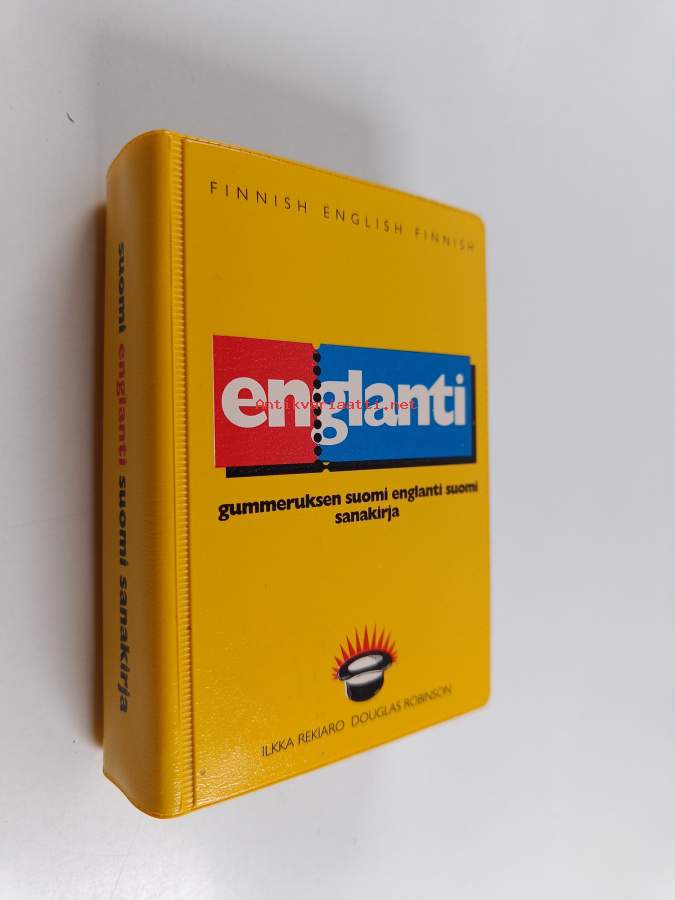 FINNISH ENGLISH FINNISH
englanti
Antikvariaatti.net
gummeruksen suomi englanti suomi
sanakirja
ILKKA REKIARO DOUGLAS ROBINSON
suomi englanti suomi sanakirja